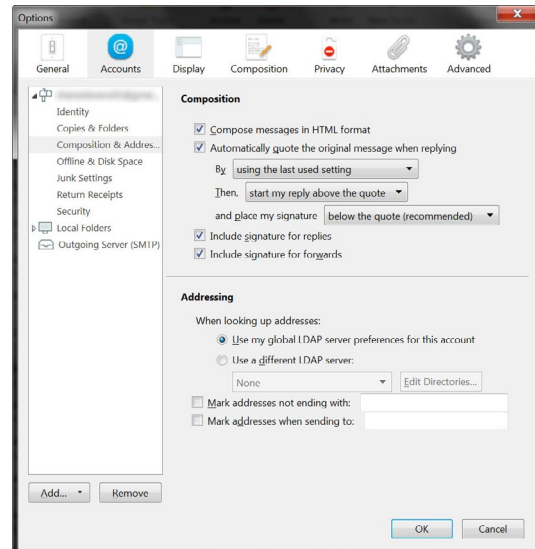 Options
General Accounts Display Composition Privacy Attachments Advanced
Identity
Copies & Folders
Composition & Addres...
Offline & Disk Space
Junk Settings
Return Receipts
Security
Local Folders
Outgoing Server (SMTP)
Add... Remove
Composition
Compose messages in HTML format
Automatically quote the original message when replying
By using the last used setting
Then, start my reply above the quote
and place my signature below the quote (recommended)
Include signature for replies
Include signature for forwards
Addressing
When looking up addresses:
Use my global LDAP server preferences for this account
Use a different LDAP server:
None Edit Directories...
Mark addresses not ending with:
Mark addresses when sending to:
OK Cancel